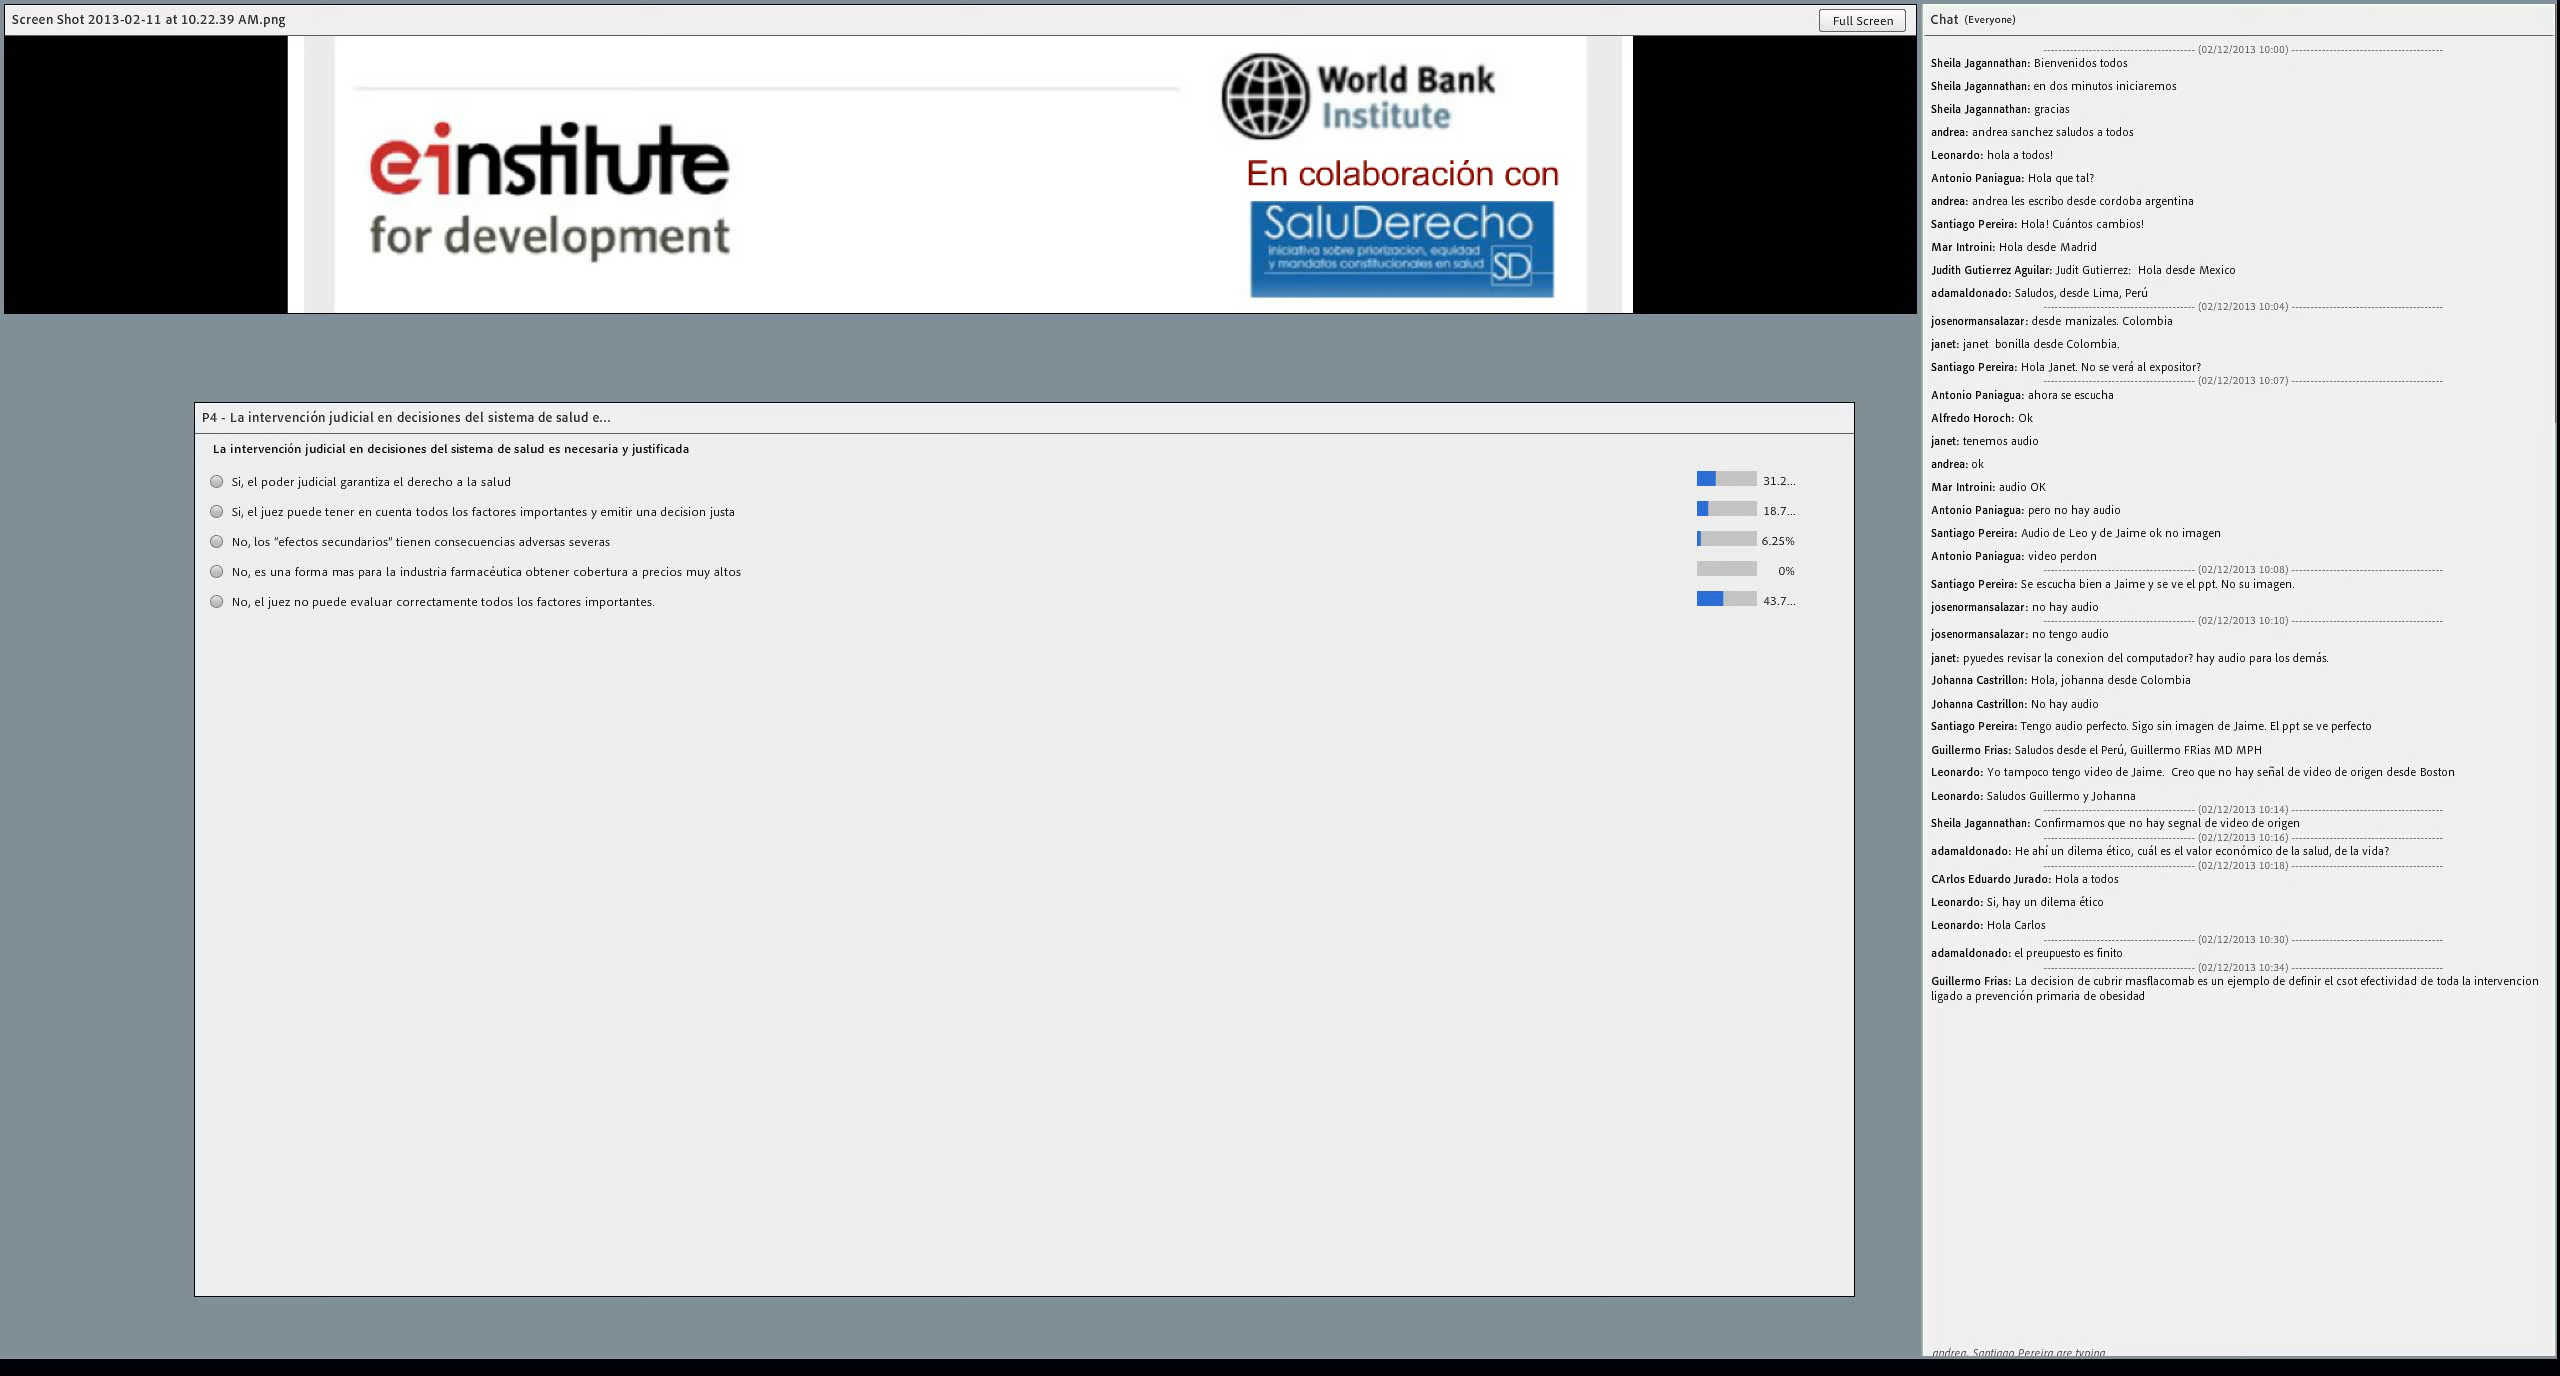 Screen Shot 2013-02-11 at 10.22.39 AM.png
Full Screen
einstitute
for development
World Bank
Institute
En colaboración con
SaluDerecho
iniciativa sobre priorizacion, equidad
y mandatos constitucionales en salud
SD
P4 - La intervención judicial en decisiones del sistema de salud e...
La intervención judicial en decisiones del sistema de salud es necesaria y justificada
Si, el poder judicial garantiza el derecho a la salud
31.2...
Si, el juez puede tener en cuenta todos los factores importantes y emitir una decision justa
18.7...
No, los "efectos secundarios" tienen consecuencias adversas severas
6.25%
No, es una forma mas para la industria farmacéutica obtener cobertura a precios muy altos
0%
No, el juez no puede evaluar correctamente todos los factores importantes.
43.7...
Chat (Everyone)
(02/12/2013 10:00)
Sheila Jagannathan: Bienvenidos todos
Sheila Jagannathan: en dos minutos iniciaremos
Sheila Jagannathan: gracias
andrea: andrea sanchez saludos a todos
Leonardo: hola a todos!
Antonio Paniagua: Hola que tal?
andrea: andrea les escribo desde cordoba argentina
Santiago Pereira: Hola! Cuántos cambios!
Mar Introini: Hola desde Madrid
Judith Gutierrez Aguilar: Judit Gutierrez:  Hola desde Mexico
adamaldonado: Saludos, desde Lima, Perú
(02/12/2013 10:04)
josenormansalazar: desde manizales. Colombia
janet: janet  bonilla desde Colombia.
Santiago Pereira: Hola Janet. No se verá al expositor?
(02/12/2013 10:07)
Antonio Paniagua: ahora se escucha
Alfredo Horoch: Ok
janet: tenemos audio
andrea: ok
Mar Introini: audio OK
Antonio Paniagua: pero no hay audio
Santiago Pereira: Audio de Leo y de Jaime ok no imagen
Antonio Paniagua: video perdon
(02/12/2013 10:08)
Santiago Pereira: Se escucha bien a Jaime y se ve el ppt. No su imagen.
josenormansalazar: no hay audio
(02/12/2013 10:10)
josenormansalazar: no tengo audio
janet: pyuedes revisar la conexion del computador? hay audio para los demás.
Johanna Castrillon: Hola, johanna desde Colombia
Johanna Castrillon: No hay audio
Santiago Pereira: Tengo audio perfecto. Sigo sin imagen de Jaime. El ppt se ve perfecto
Guillermo Frias: Saludos desde el Perú, Guillermo FRias MD MPH
Leonardo: Yo tampoco tengo video de Jaime.  Creo que no hay señal de video de origen desde Boston
Leonardo: Saludos Guillermo y Johanna
(02/12/2013 10:14)
Sheila Jagannathan: Confirmamos que no hay segnal de video de origen
(02/12/2013 10:16)
adamaldonado: He ahí un dilema ético, cuál es el valor económico de la salud, de la vida?
(02/12/2013 10:18)
CArlos Eduardo Jurado: Hola a todos
Leonardo: Si, hay un dilema ético
Leonardo: Hola Carlos
(02/12/2013 10:30)
adamaldonado: el preupuesto es finito
(02/12/2013 10:34)
Guillermo Frias: La decision de cubrir masflacomab es un ejemplo de definir el csot efectividad de toda la intervencion
ligado a prevención primaria de obesidad
andrea, Santiago Pereira are typing